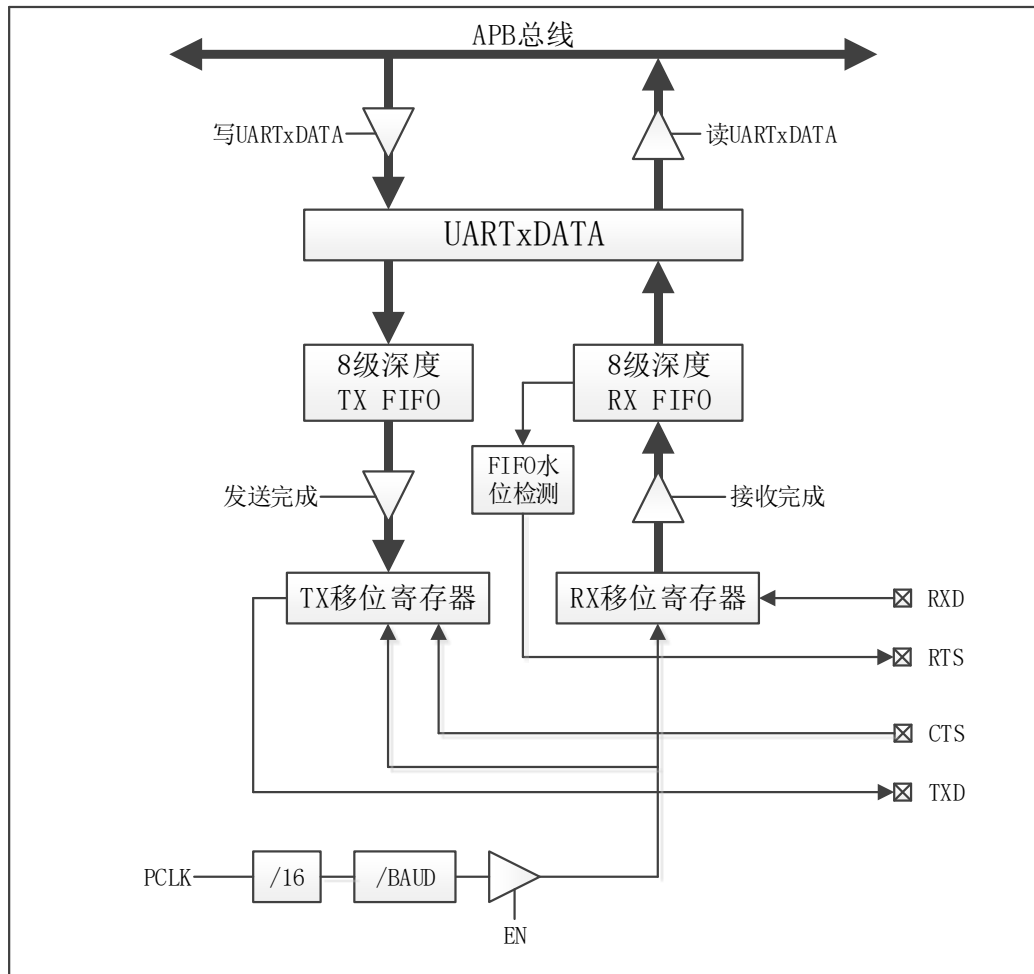 APB总线
写UARTxDATA
读UARTxDATA
UARTxDATA
8级深度
TX FIFO
8级深度
RX FIFO
FIFO水
位检测
发送完成
接收完成
TX移位寄存器
RX移位寄存器
RXD
RTS
CTS
TXD
PCLK
/16
/BAUD
EN